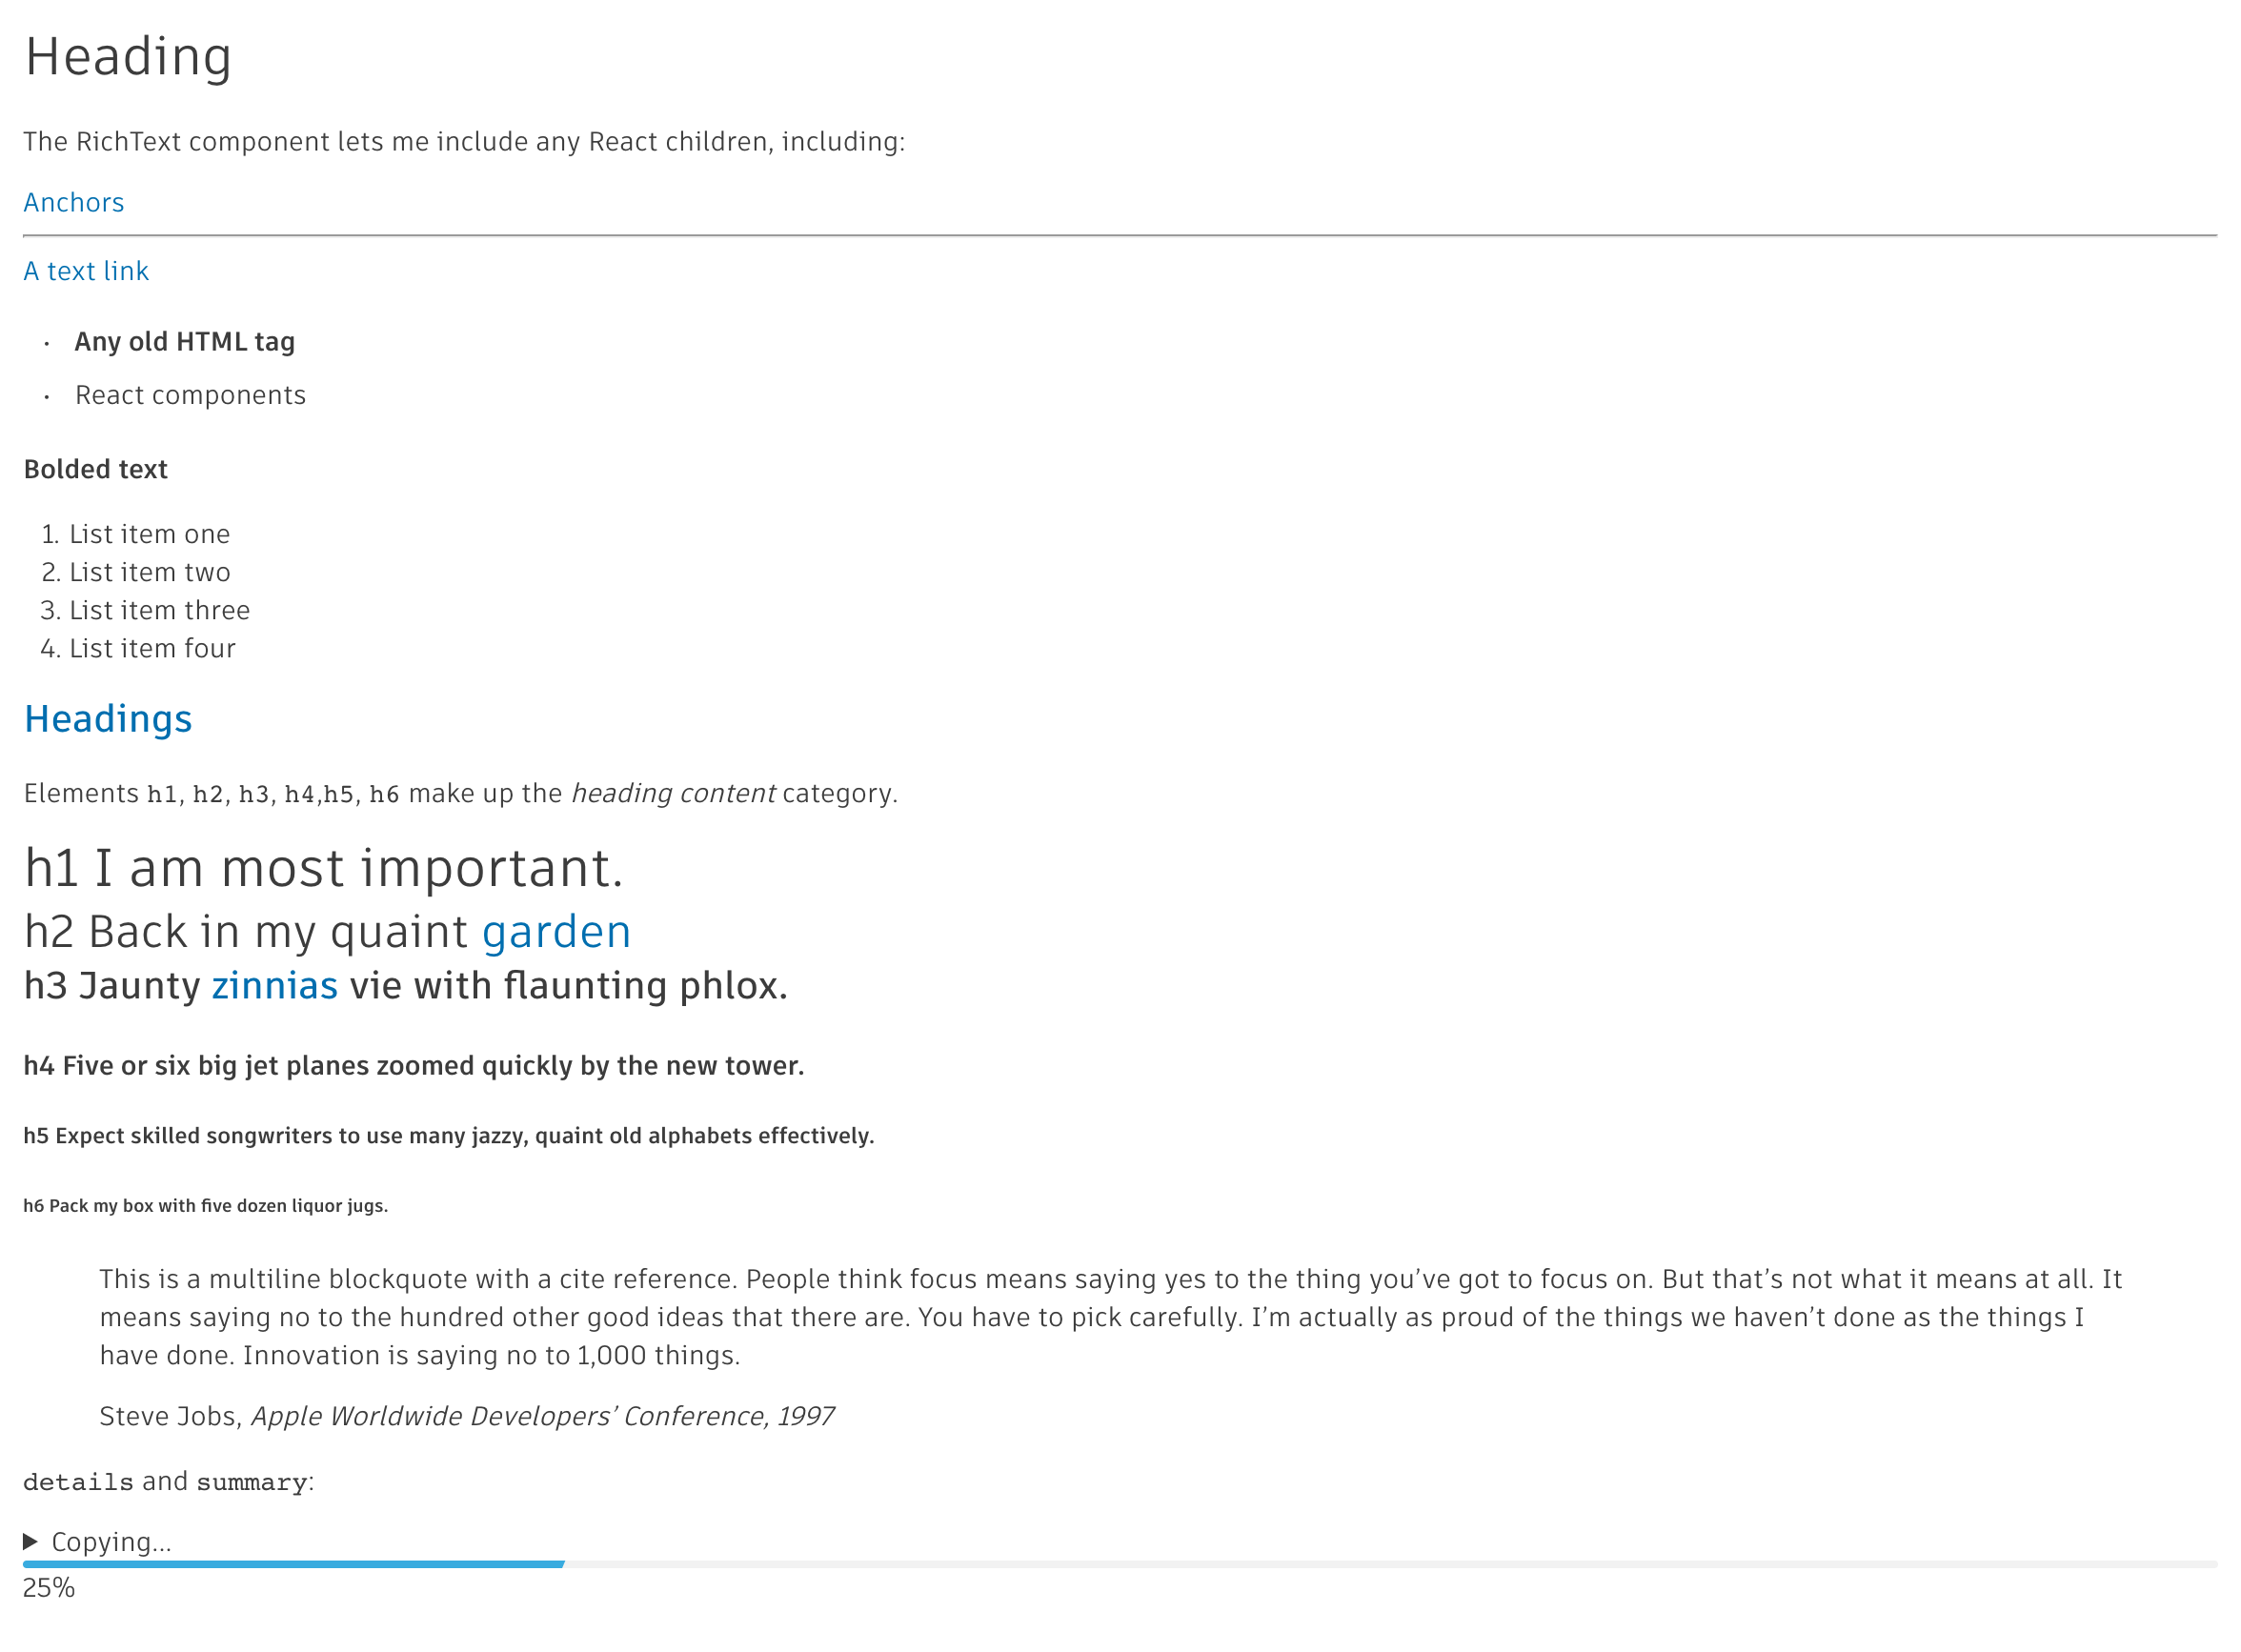 Heading
The RichText component lets me include any React children, including:
Anchors
A text link
· Any old HTML tag
· React components
Bolded text
1. List item one
2. List item two
3. List item three
4. List item four
Headings
Elements h1, h2, h3, h4,h5, h6 make up the heading content category.
h1 I am most important.
h2 Back in my quaint garden
h3 Jaunty zinnias vie with flaunting phlox.
h4 Five or six big jet planes zoomed quickly by the new tower.
h5 Expect skilled songwriters to use many jazzy, quaint old alphabets effectively.
h6 Pack my box with five dozen liquor jugs.
This is a multiline blockquote with a cite reference. People think focus means saying yes to the thing you’ve got to focus on. But that’s not what it means at all. It
means saying no to the hundred other good ideas that there are. You have to pick carefully. I’m actually as proud of the things we haven’t done as the things I
have done. Innovation is saying no to 1,000 things.
Steve Jobs, Apple Worldwide Developers’ Conference, 1997
details and summary:
Copying...
25%